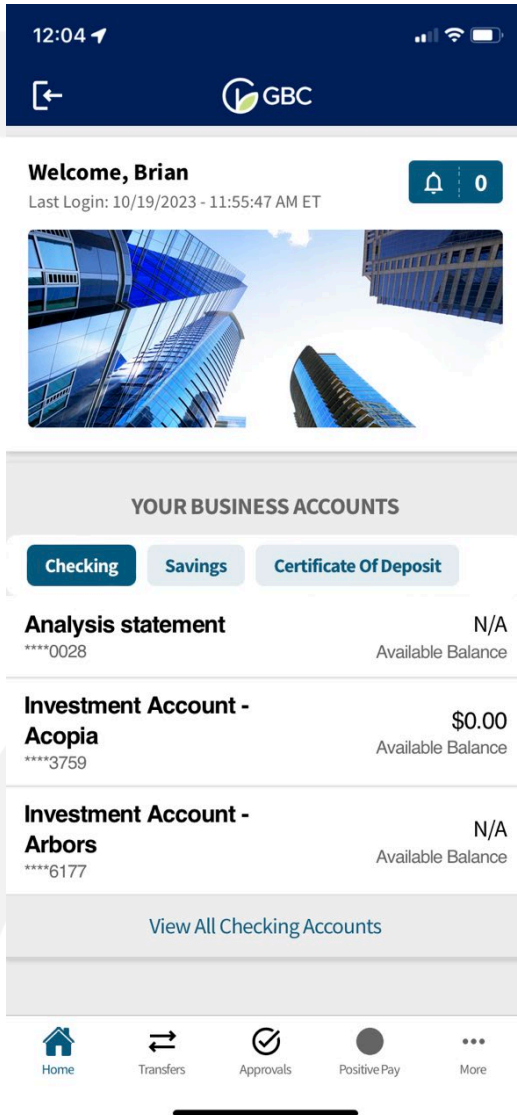 12:04
GBC
Welcome, Brian
0
Last Login: 10/19/2023 - 11:55:47 AM ET
YOUR BUSINESS ACCOUNTS
Checking
Savings
Certificate Of Deposit
Analysis statement
N/A
****0028
Available Balance
Investment Account -
Acopia
$0.00
Available Balance
****3759
Investment Account -
Arbors
N/A
Available Balance
****6177
View All Checking Accounts
Home
Transfers
Approvals
Positive Pay
More